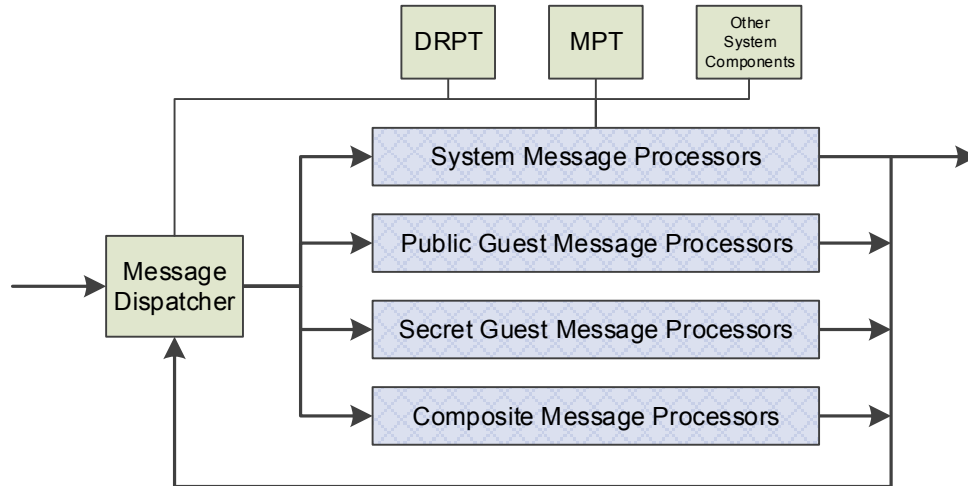 DRPT
MPT
Other
System
Components
System Message Processors
Public Guest Message Processors
Message
Dispatcher
Secret Guest Message Processors
Composite Message Processors